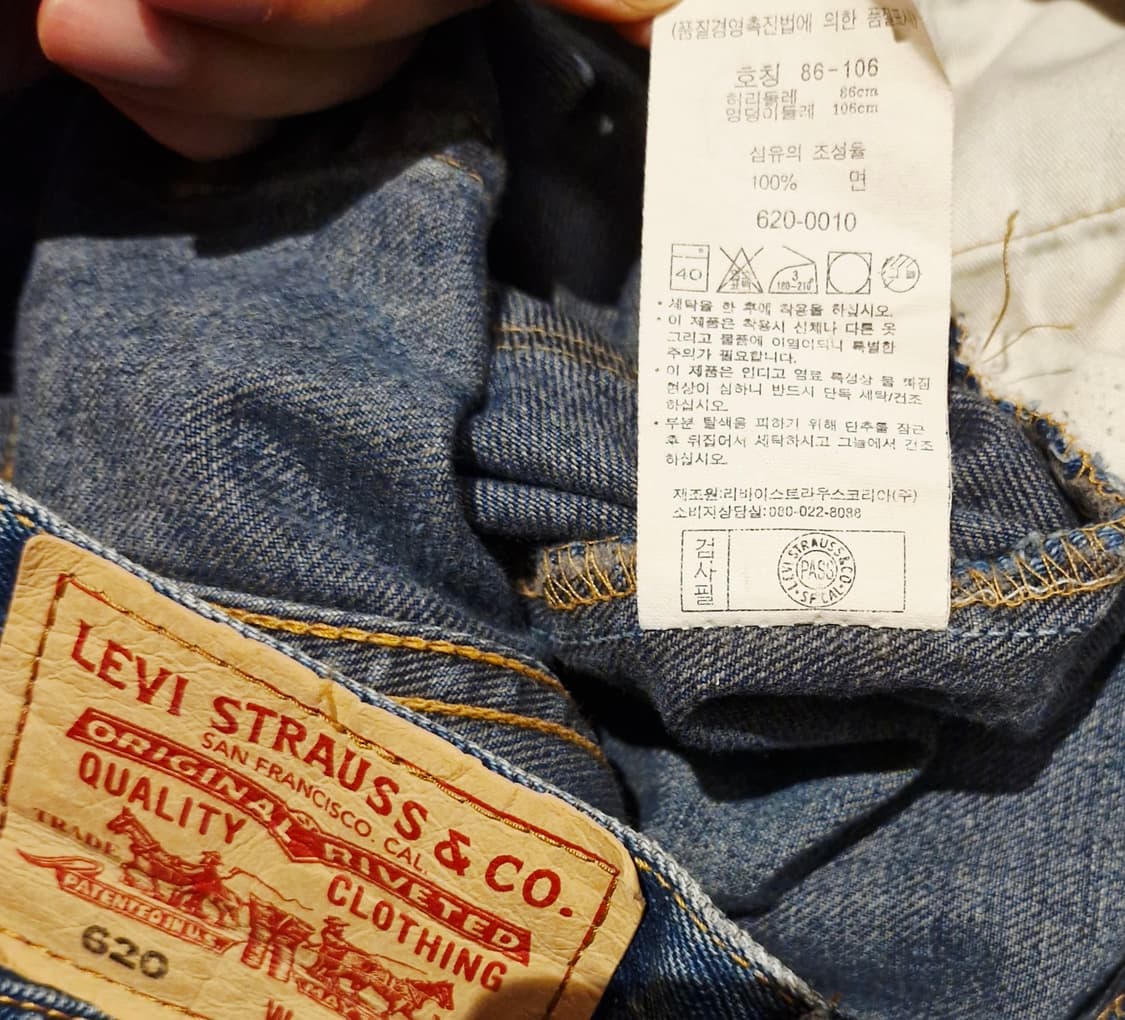 (품질경영촉진법에 의한 품질표시)
호칭 86-106
허리둘레 86cm
엉덩이둘레 106cm
섬유의 조성율
100% 면
620-0010
40
3
180-210°
* 세탁을 한 후에 착용을 하십시오.
* 이 제품은 착용시 신체나 다른 옷
그리고 물품에 이염이되니 특별한
주의가 필요합니다.
* 이 제품은 인디고 염료 특성상 물 빠짐
현상이 심하니 반드시 단독 세탁/건조
하십시오.
* 부분 탈색을 피하기 위해 단추를 잠근
후 뒤집어서 세탁하시고 그늘에서 건조
하십시오.
제조원:리바이스트라우스코리아(주)
소비자상담실:080-022-8098
검사필
LEVI STRAUSS & CO.
PASS
SF CAL.
LEVI STRAUSS & CO.
SAN FRANCISCO. CAL.
ORIGINAL RIVETED
QUALITY CLOTHING
TRADE
PATENTED IN U.S.
620
W